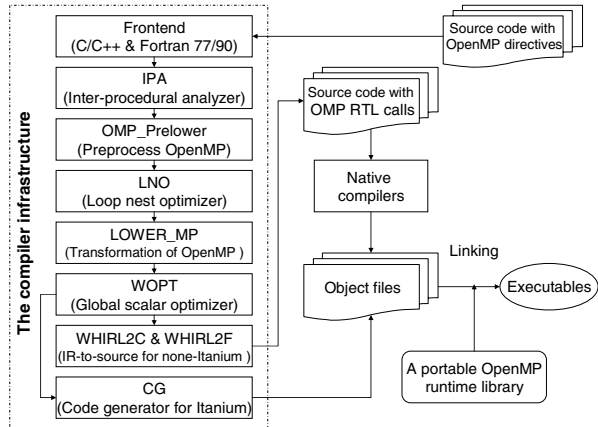 The compiler infrastructure
Frontend
(C/C++ & Fortran 77/90)
IPA
(Inter-procedural analyzer)
OMP_Prelower
(Preprocess OpenMP)
LNO
(Loop nest optimizer)
LOWER_MP
(Transformation of OpenMP )
WOPT
(Global scalar optimizer)
WHIRL2C & WHIRL2F
(IR-to-source for none-Itanium )
CG
(Code generator for Itanium)
Source code with
OpenMP directives
Source code with
OMP RTL calls
Native
compilers
Object files
Linking
Executables
A portable OpenMP
runtime library